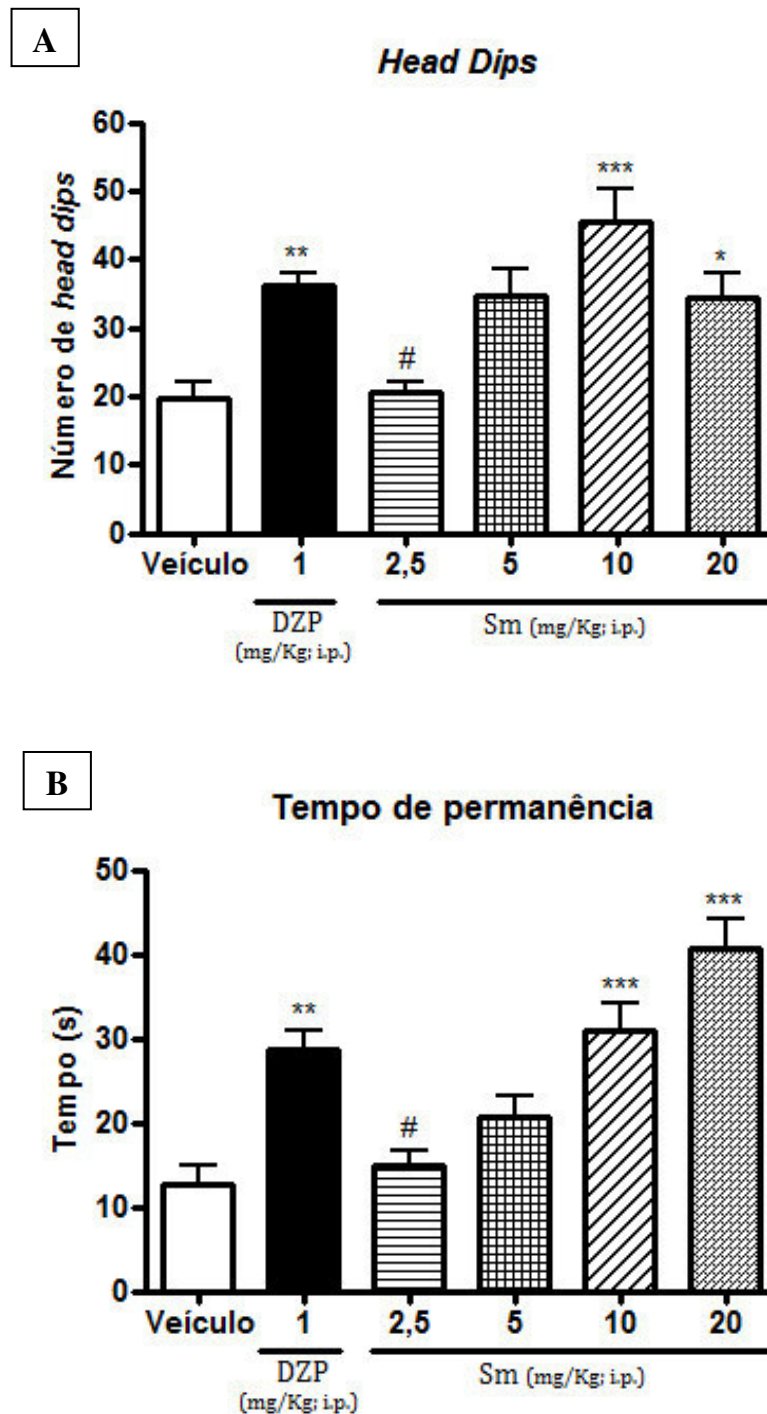 A
Head Dips
Número de head dips
60
50
40
30
20
10
0
**
#
***
*
Veículo 1 2,5 5 10 20
DZP
(mg/Kg; i.p.)
Sm (mg/Kg; i.p.)
B
Tempo de permanência
Tempo (s)
50
40
30
20
10
0
**
#
***
***
Veículo 1 2,5 5 10 20
DZP
(mg/Kg; i.p.)
Sm (mg/Kg; i.p.)